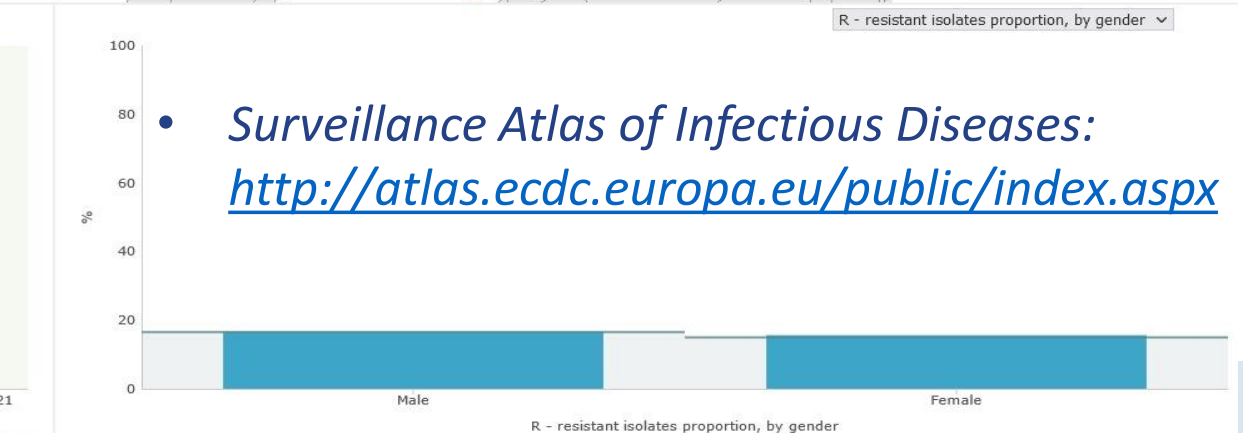 R - resistant isolates proportion, by gender
100
80
60
%
40
20
0
• Surveillance Atlas of Infectious Diseases:
http://atlas.ecdc.europa.eu/public/index.aspx
21
Male
Female
R - resistant isolates proportion, by gender